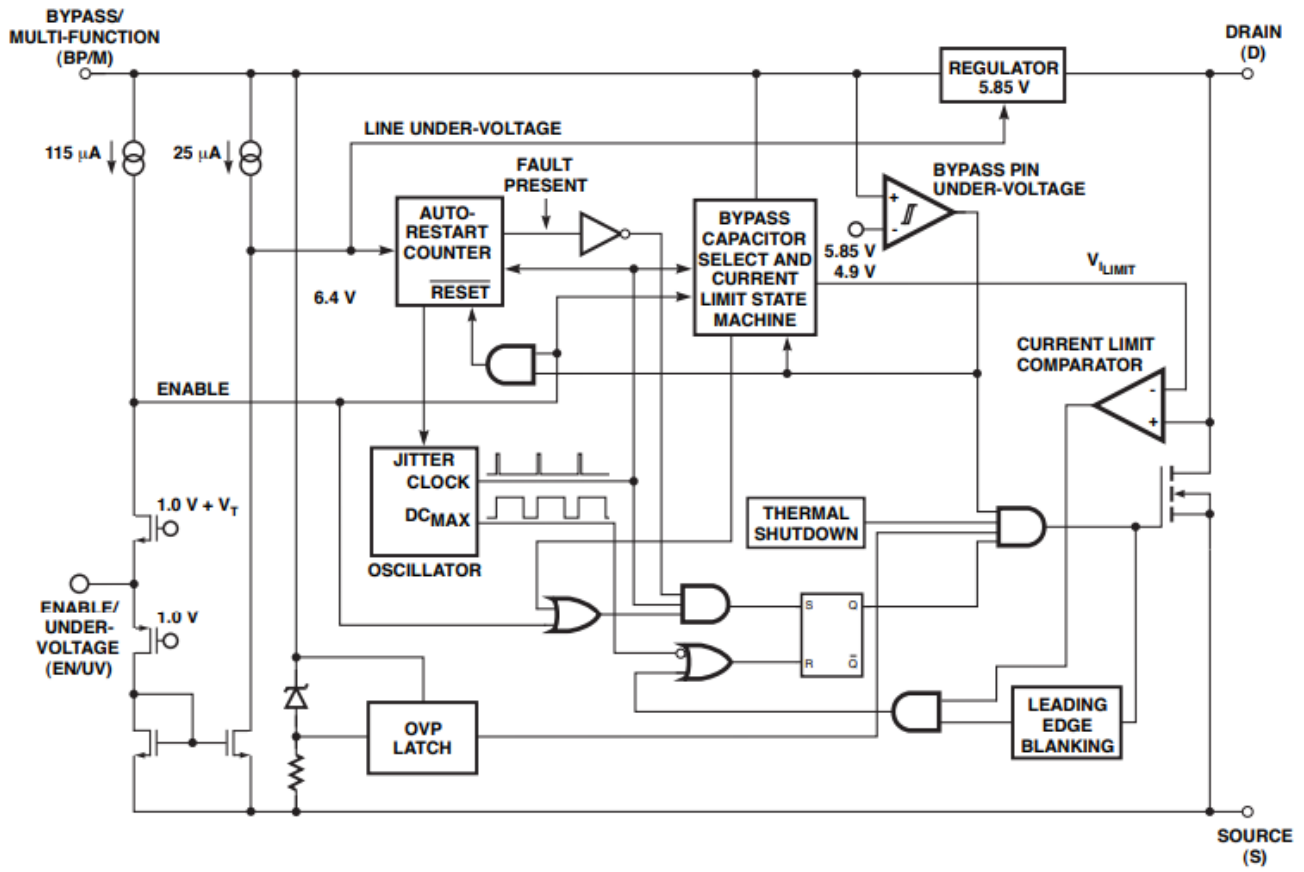 BYPASS/
MULTI-FUNCTION
(BP/M)
DRAIN
(D)
REGULATOR
5.85 V
LINE UNDER-VOLTAGE
115 μA
25 μA
FAULT
PRESENT
BYPASS PIN
UNDER-VOLTAGE
AUTO-
RESTART
COUNTER
RESET
BYPASS
CAPACITOR
SELECT AND
CURRENT
LIMIT STATE
MACHINE
+
-
5.85 V
4.9 V
VILIMIT
6.4 V
CURRENT LIMIT
COMPARATOR
-
+
ENABLE
JITTER
CLOCK
DCMAX
OSCILLATOR
1.0 V + VT
THERMAL
SHUTDOWN
ENABLE/
UNDER-
VOLTAGE
(EN/UV)
1.0 V
S Q
R Q
OVP
LATCH
LEADING
EDGE
BLANKING
SOURCE
(S)